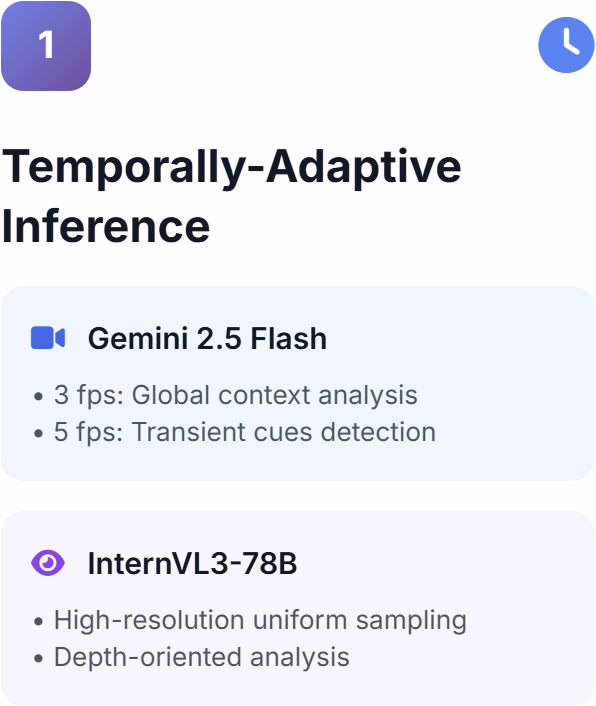 1
Temporally-Adaptive
Inference
Gemini 2.5 Flash
• 3 fps: Global context analysis
• 5 fps: Transient cues detection
InternVL3-78B
• High-resolution uniform sampling
• Depth-oriented analysis